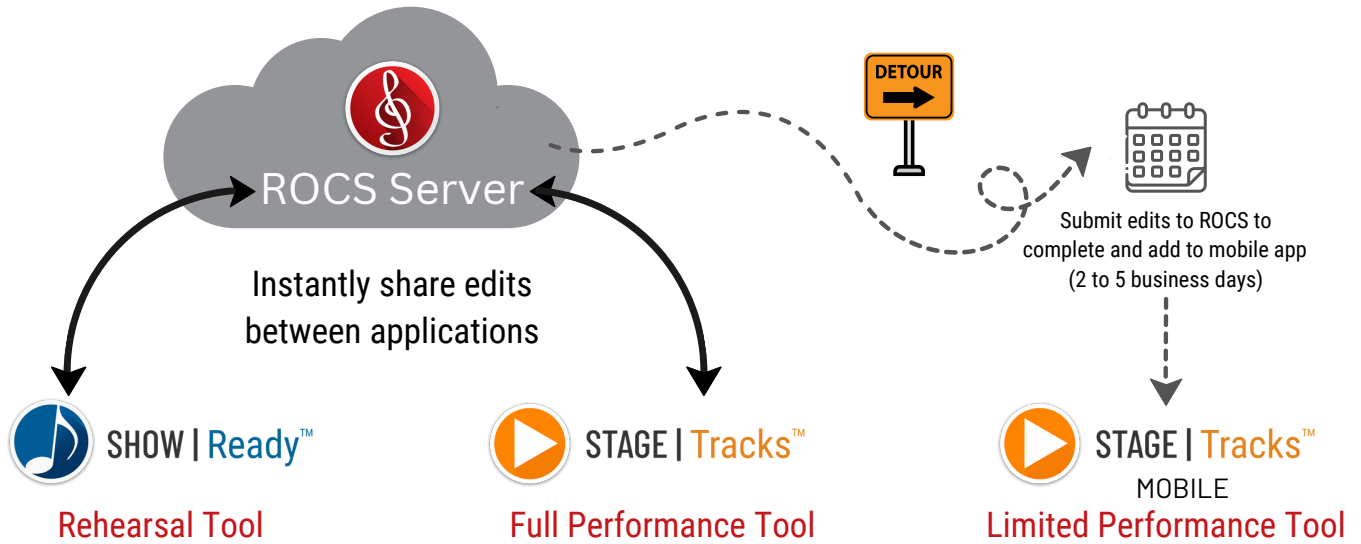 DETOUR
ROCS Server
Submit edits to ROCS to
complete and add to mobile app
(2 to 5 business days)
Instantly share edits
between applications
SHOW | Ready™
STAGE | Tracks™
STAGE | Tracks™
MOBILE
Rehearsal Tool
Full Performance Tool
Limited Performance Tool